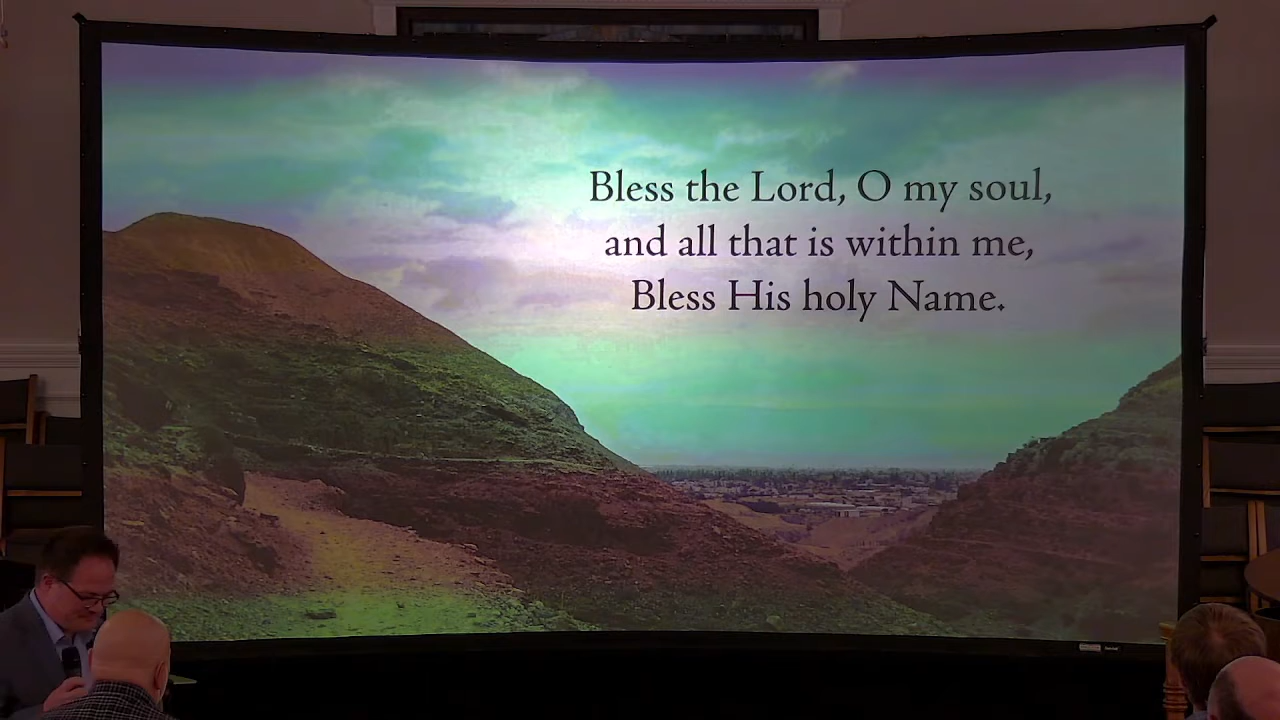 Bless the Lord, O my soul,
and all that is within me,
Bless His holy Name.